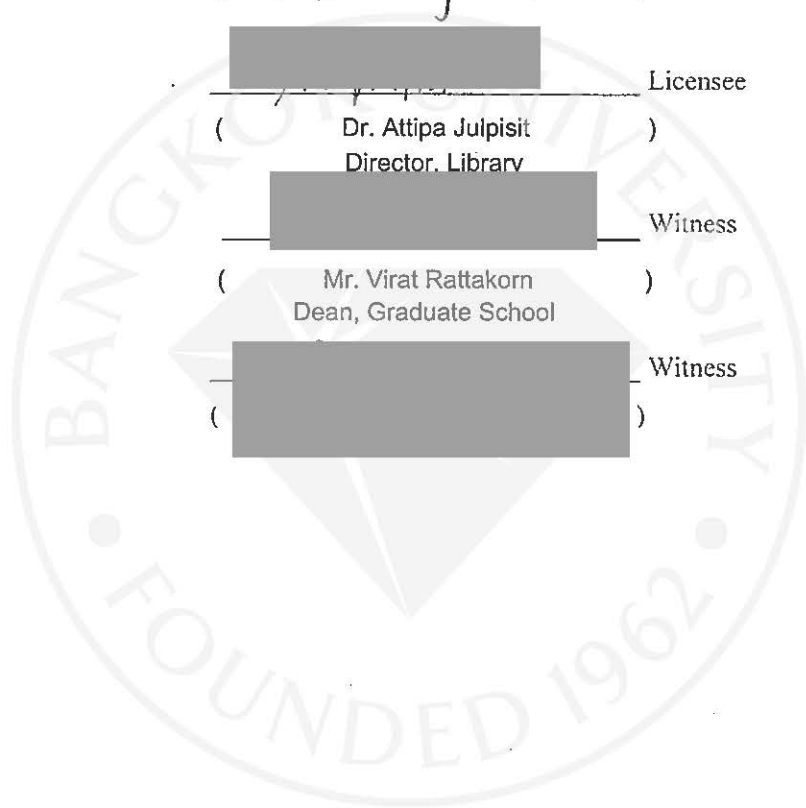 Licensee
( Dr. Attipa Julpisit )
Director, Library
Witness
( Mr. Virat Rattakorn )
Dean, Graduate School
Witness
( )
BANGKOK UNIVERSITY
• FOUNDED 1962 •